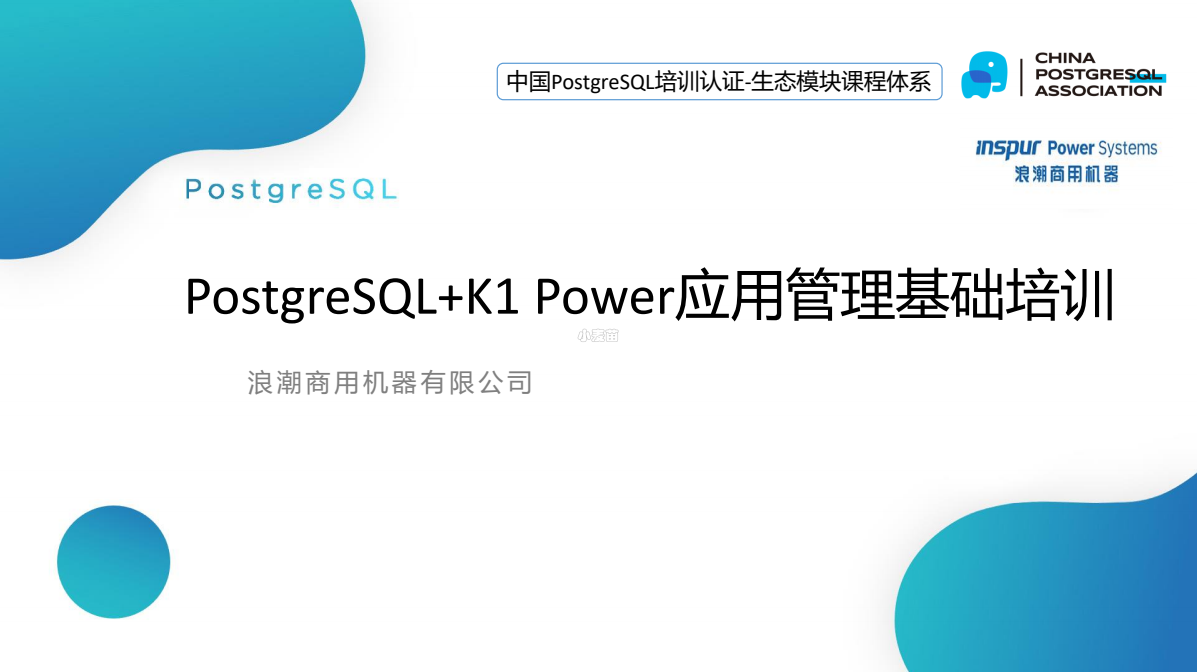 中国PostgreSQL培训认证-生态模块课程体系
CHINA
POSTGRESQL
ASSOCIATION
inspur Power Systems
浪潮商用机器
PostgreSQL
PostgreSQL+K1 Power应用管理基础培训
小麦苗
浪潮商用机器有限公司